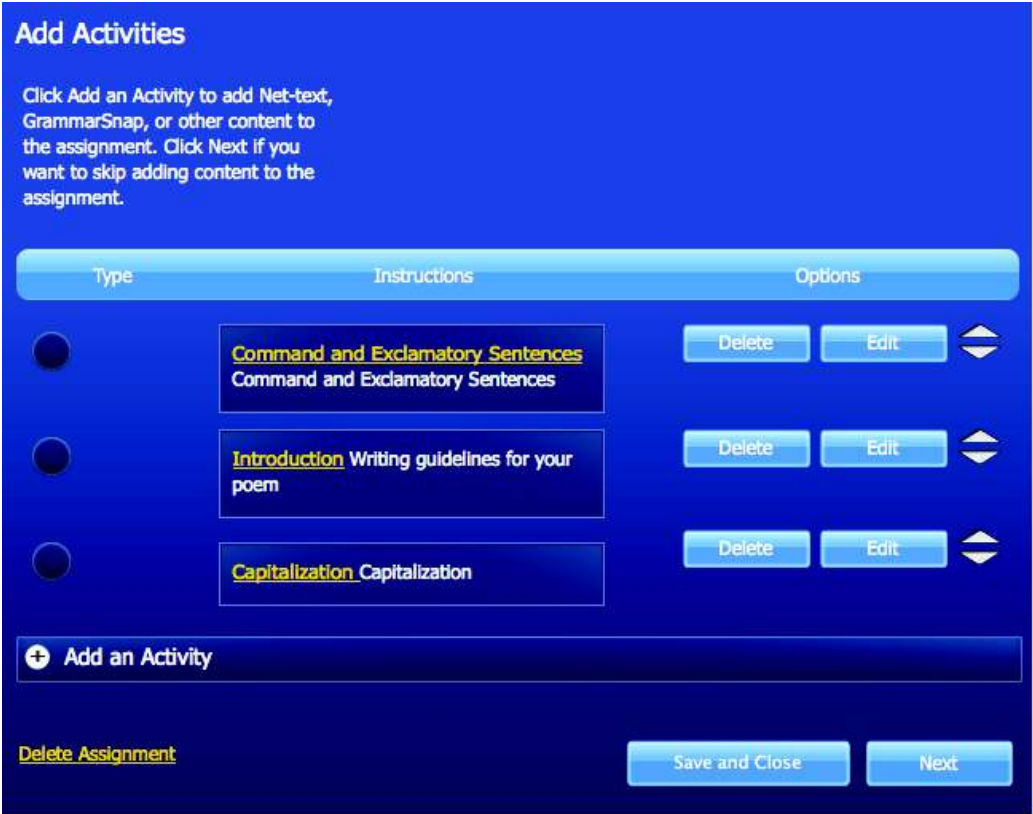 Add Activities
Click Add an Activity to add Net-text,
GrammarSnap, or other content to
the assignment. Click Next if you
want to skip adding content to the
assignment.
Type Instructions Options
Command and Exclamatory Sentences
Command and Exclamatory Sentences
Delete Edit
Introduction Writing guidelines for your
poem
Delete Edit
Capitalization Capitalization
Delete Edit
Add an Activity
Delete Assignment
Save and Close Next